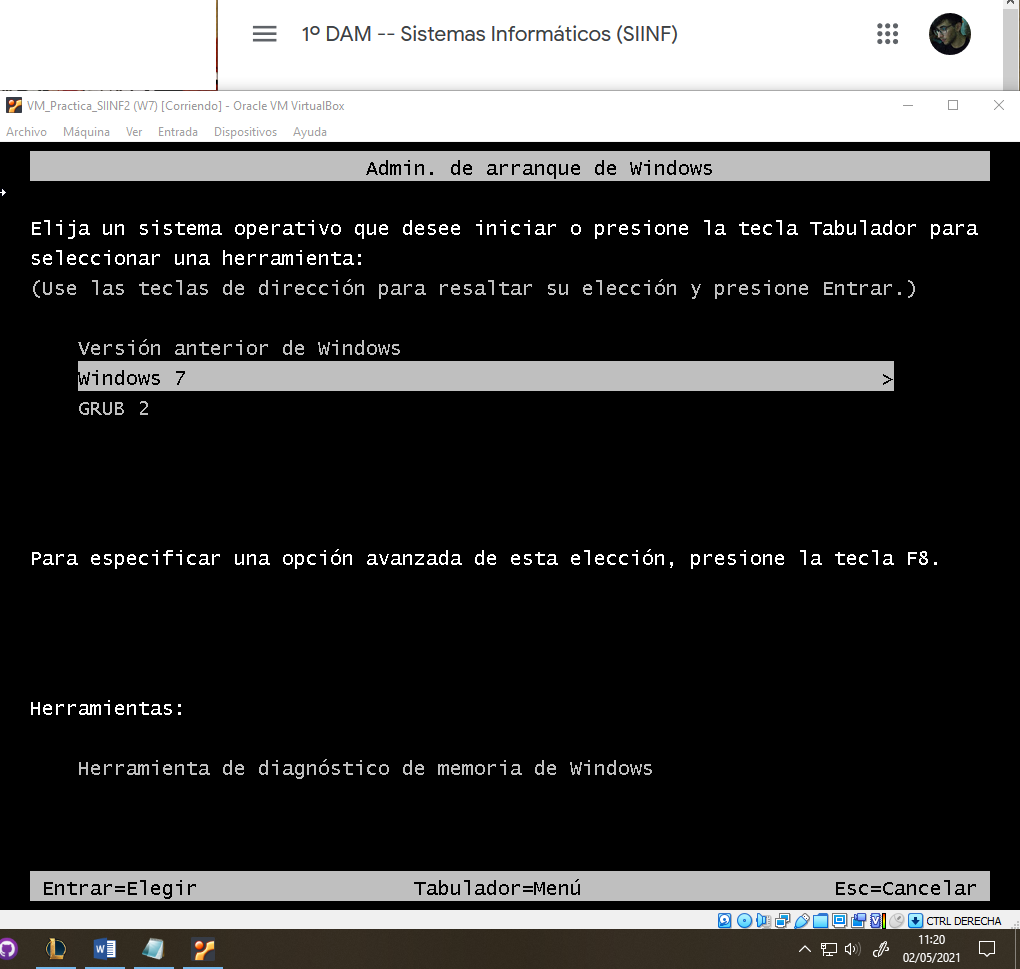 1º DAM -- Sistemas Informáticos (SIINF)
VM_Practica_SIINF2 (W7) [Corriendo] - Oracle VM VirtualBox
Archivo Máquina Ver Entrada Dispositivos Ayuda
Admin. de arranque de Windows
Elija un sistema operativo que desee iniciar o presione la tecla Tabulador para
seleccionar una herramienta:
(Use las teclas de dirección para resaltar su elección y presione Entrar.)
Versión anterior de Windows
Windows 7 >
GRUB 2
Para especificar una opción avanzada de esta elección, presione la tecla F8.
Herramientas:
Herramienta de diagnóstico de memoria de Windows
Entrar=Elegir Tabulador=Menú Esc=Cancelar
CTRL DERECHA
11:20
02/05/2021